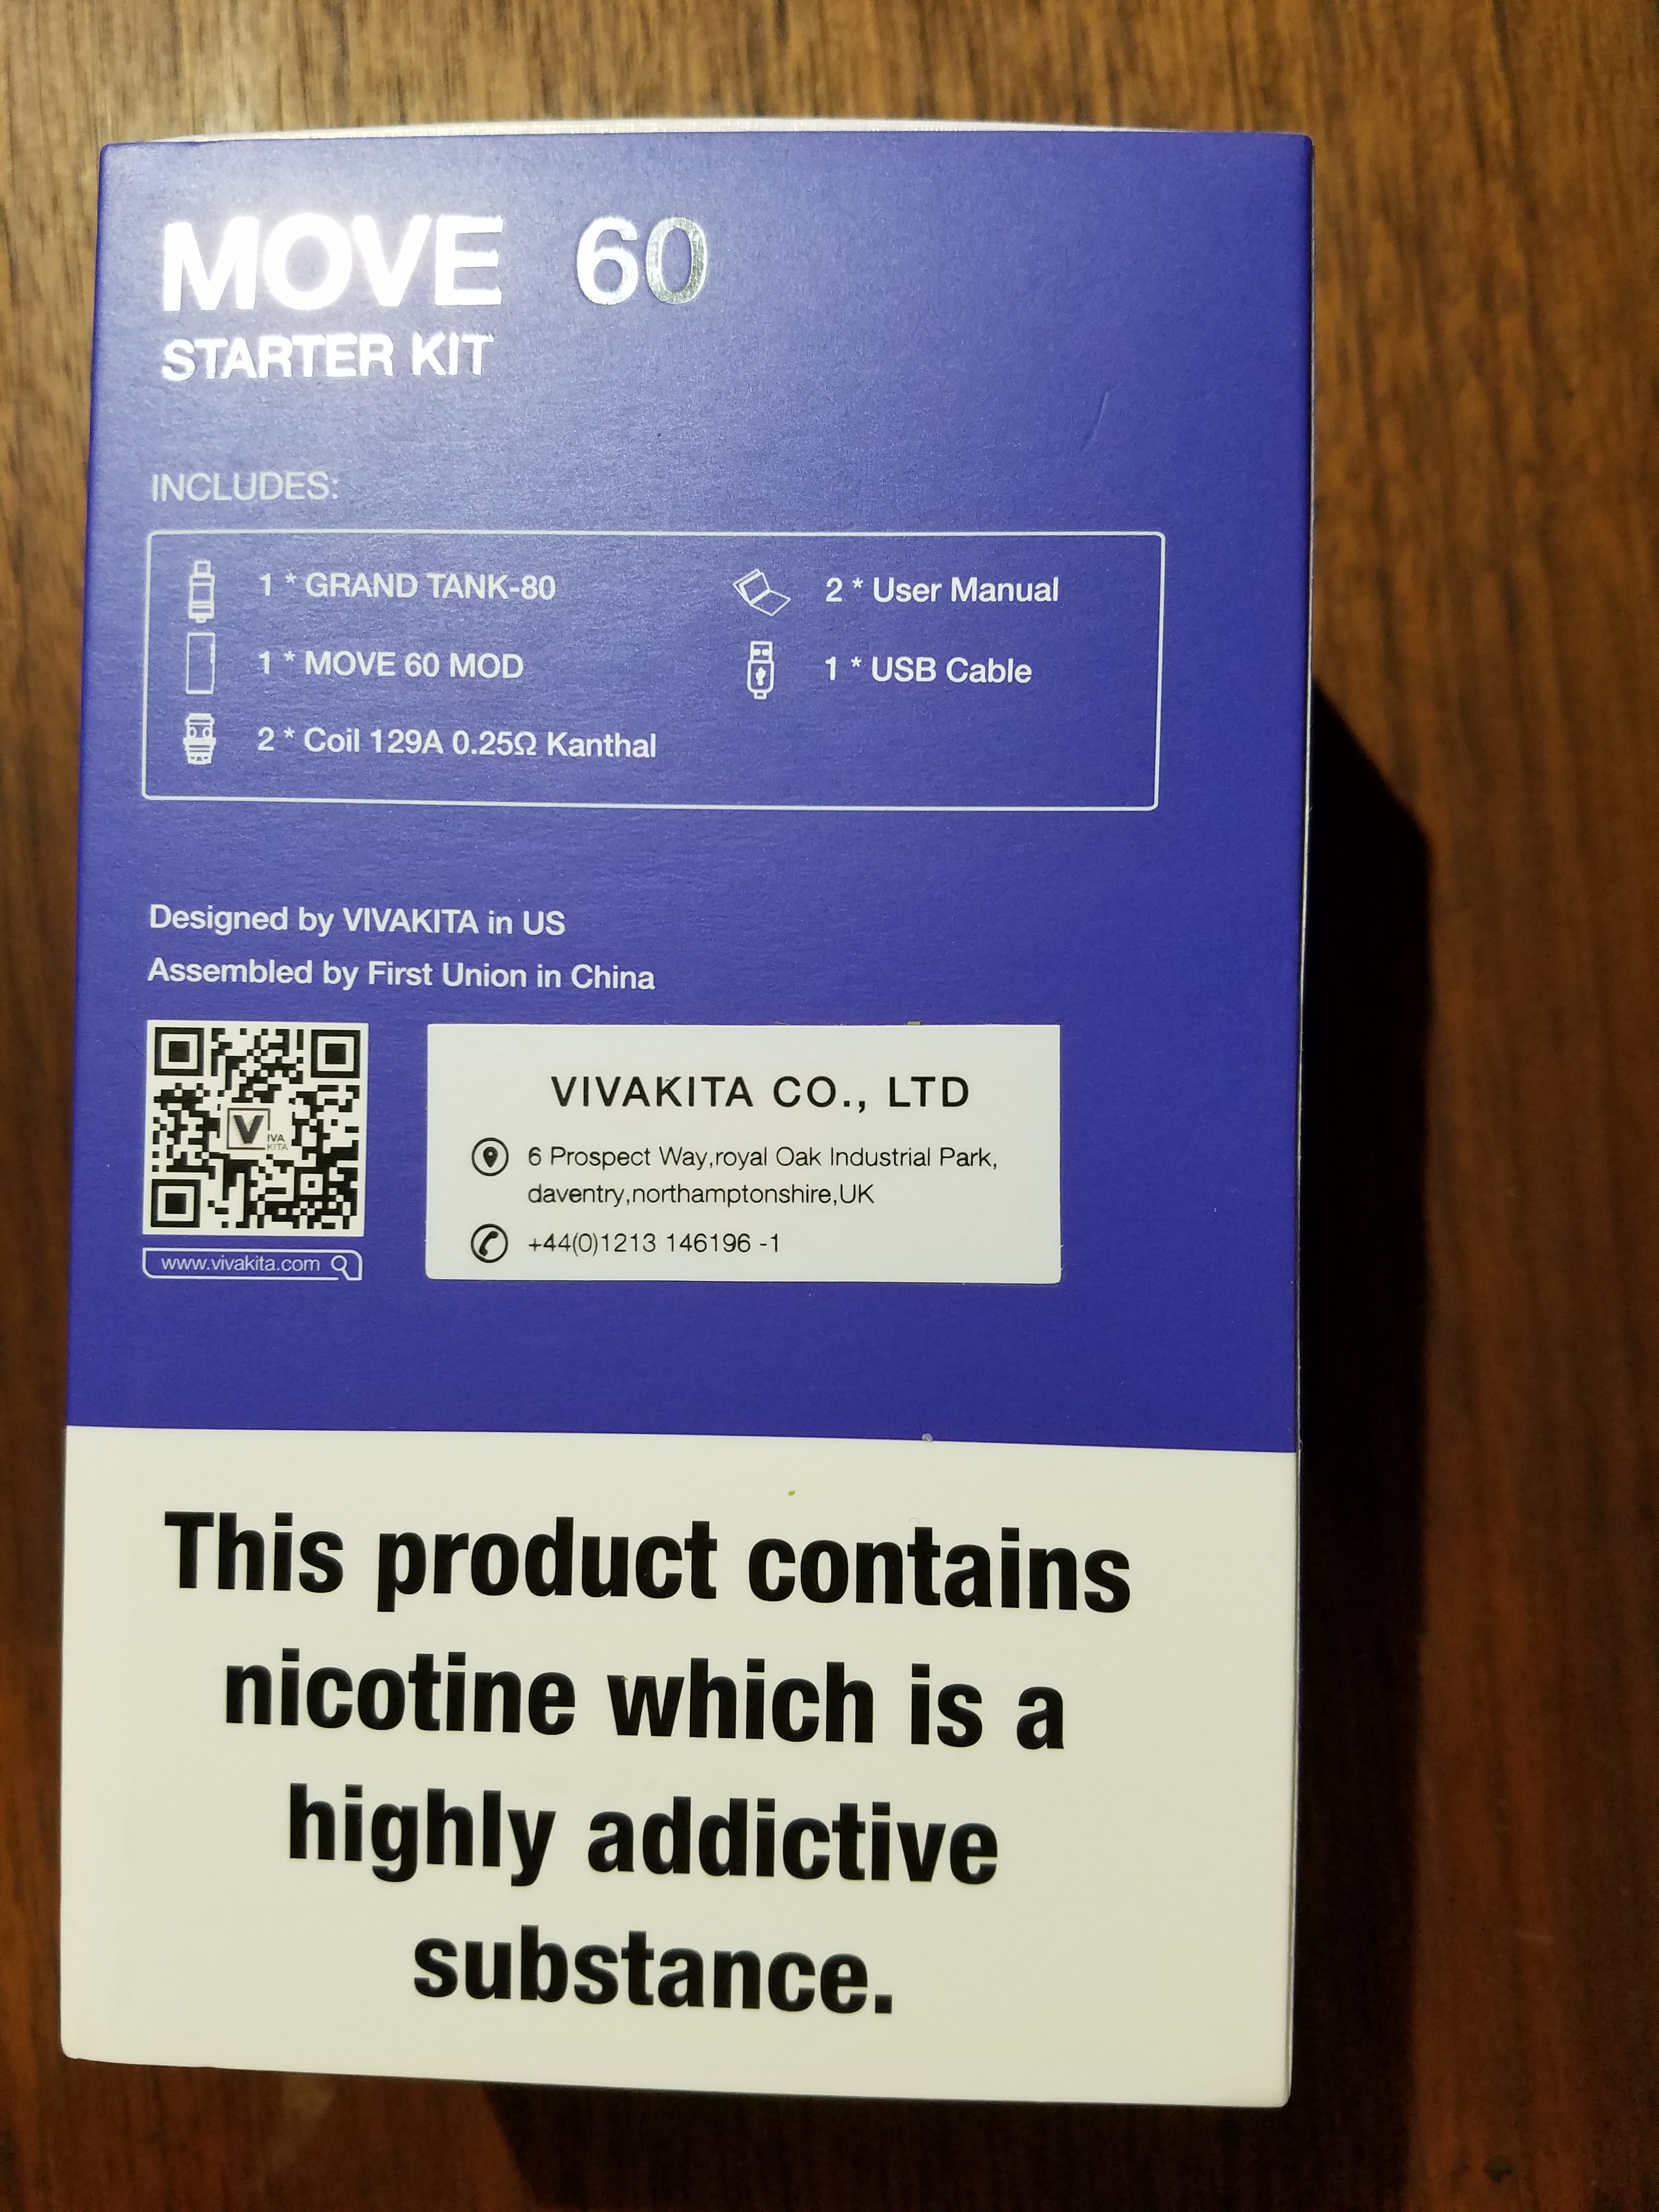 MOVE 60
STARTER KIT
INCLUDES:
1 * GRAND TANK-80
1 * MOVE 60 MOD
2 * Coil 129A 0.25Ω Kanthal
2 * User Manual
1 * USB Cable
Designed by VIVAKITA in US
Assembled by First Union in China
V IVA
KITA
www.vivakita.com
VIVAKITA CO., LTD
6 Prospect Way,royal Oak Industrial Park,
daventry,northamptonshire,UK
+44(0)1213 146196 -1
This product contains
nicotine which is a
highly addictive
substance.